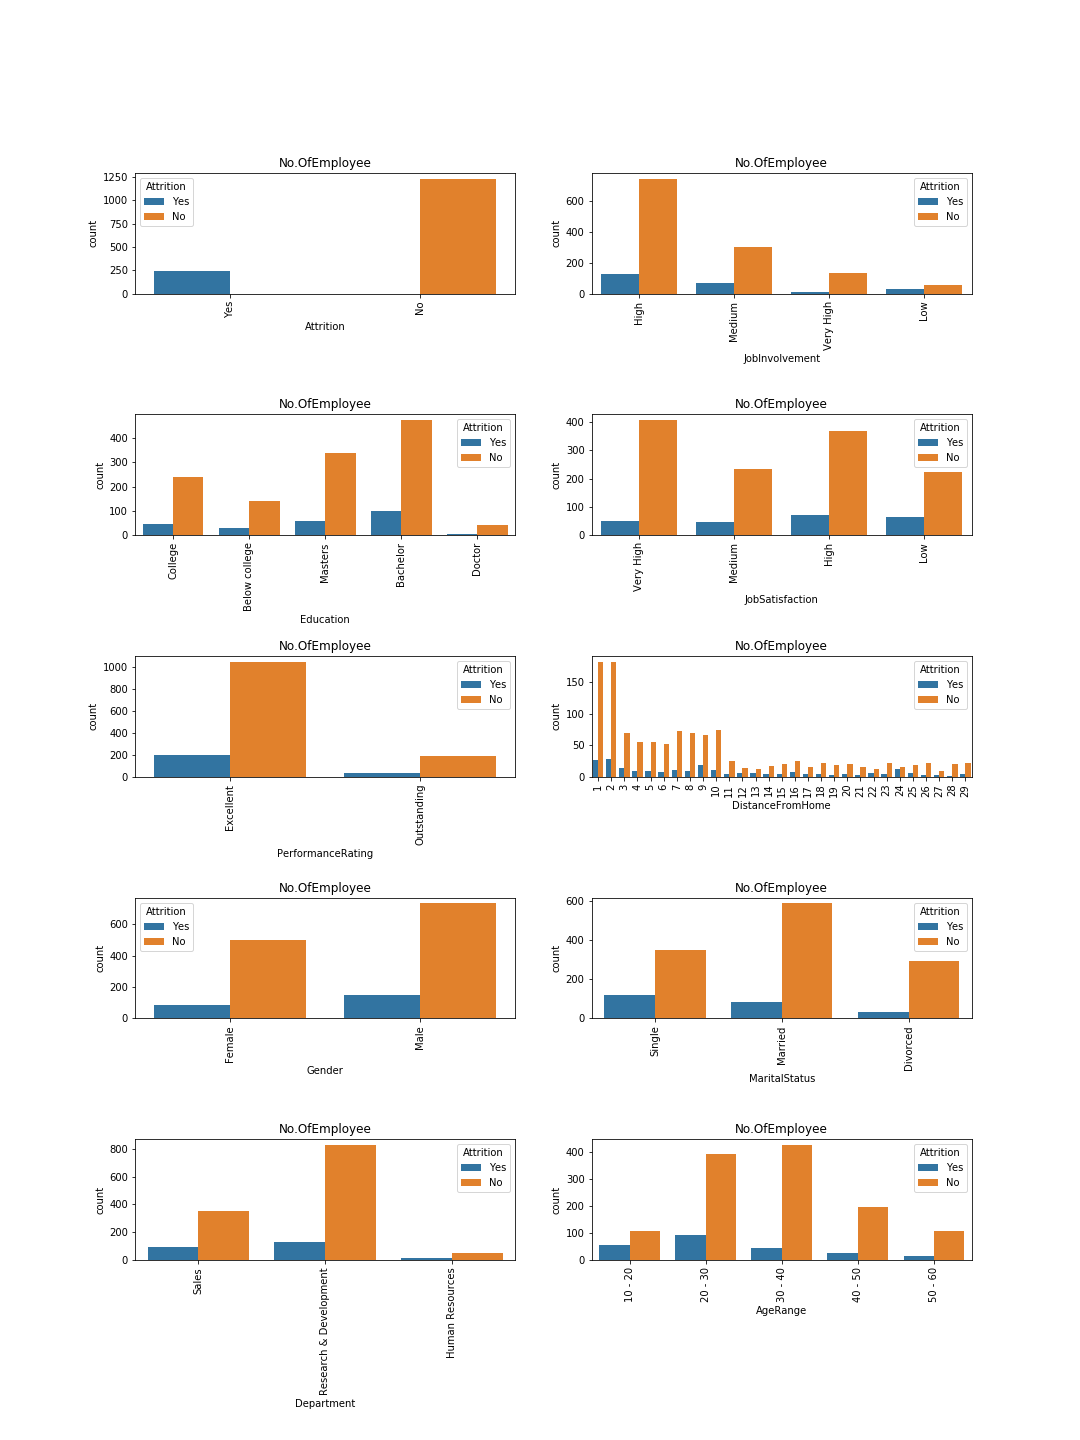 No.OfEmployee
1250
1000
750
500
250
0
count
Attrition
Yes
No
Yes
No
Attrition
No.OfEmployee
600
400
200
0
count
Attrition
Yes
No
High
Medium
Very High
Low
JobInvolvement
No.OfEmployee
400
300
200
100
0
count
Attrition
Yes
No
College
Below college
Masters
Bachelor
Doctor
Education
No.OfEmployee
400
300
200
100
0
count
Attrition
Yes
No
Very High
Medium
High
Low
JobSatisfaction
No.OfEmployee
1000
800
600
400
200
0
count
Attrition
Yes
No
Excellent
Outstanding
PerformanceRating
No.OfEmployee
150
100
50
0
count
Attrition
Yes
No
1
2
3
4
5
6
7
8
9
10
11
12
13
14
15
16
17
18
19
20
21
22
23
24
25
26
27
28
29
DistanceFromHome
No.OfEmployee
600
400
200
0
count
Attrition
Yes
No
Female
Male
Gender
No.OfEmployee
600
400
200
0
count
Attrition
Yes
No
Single
Married
Divorced
MaritalStatus
No.OfEmployee
800
600
400
200
0
count
Attrition
Yes
No
Sales
Research & Development
Human Resources
Department
No.OfEmployee
400
300
200
100
0
count
Attrition
Yes
No
10 - 20
20 - 30
30 - 40
40 - 50
50 - 60
AgeRange